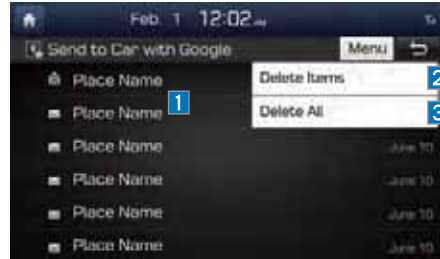 Feb. 1 12:02 AM
Send to Car with Google Menu
Place Name Delete Items 2
1
Place Name Delete All 3
Place Name June 10
Place Name June 10
Place Name June 10
Place Name June 10